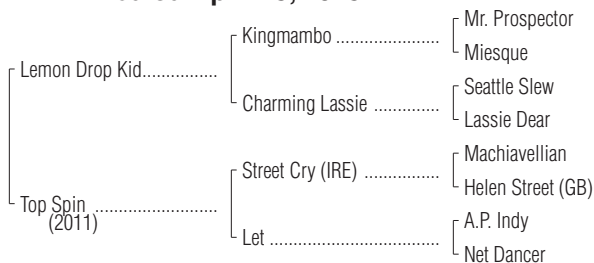 Mr. Prospector
Kingmambo ....................
Miesque
Lemon Drop Kid...............
Seattle Slew
Charming Lassie ..............
Lassie Dear
Machiavellian
Street Cry (IRE) ................
Helen Street (GB)
Top Spin .........................
(2011)
A.P. Indy
Let ....................................
Net Dancer